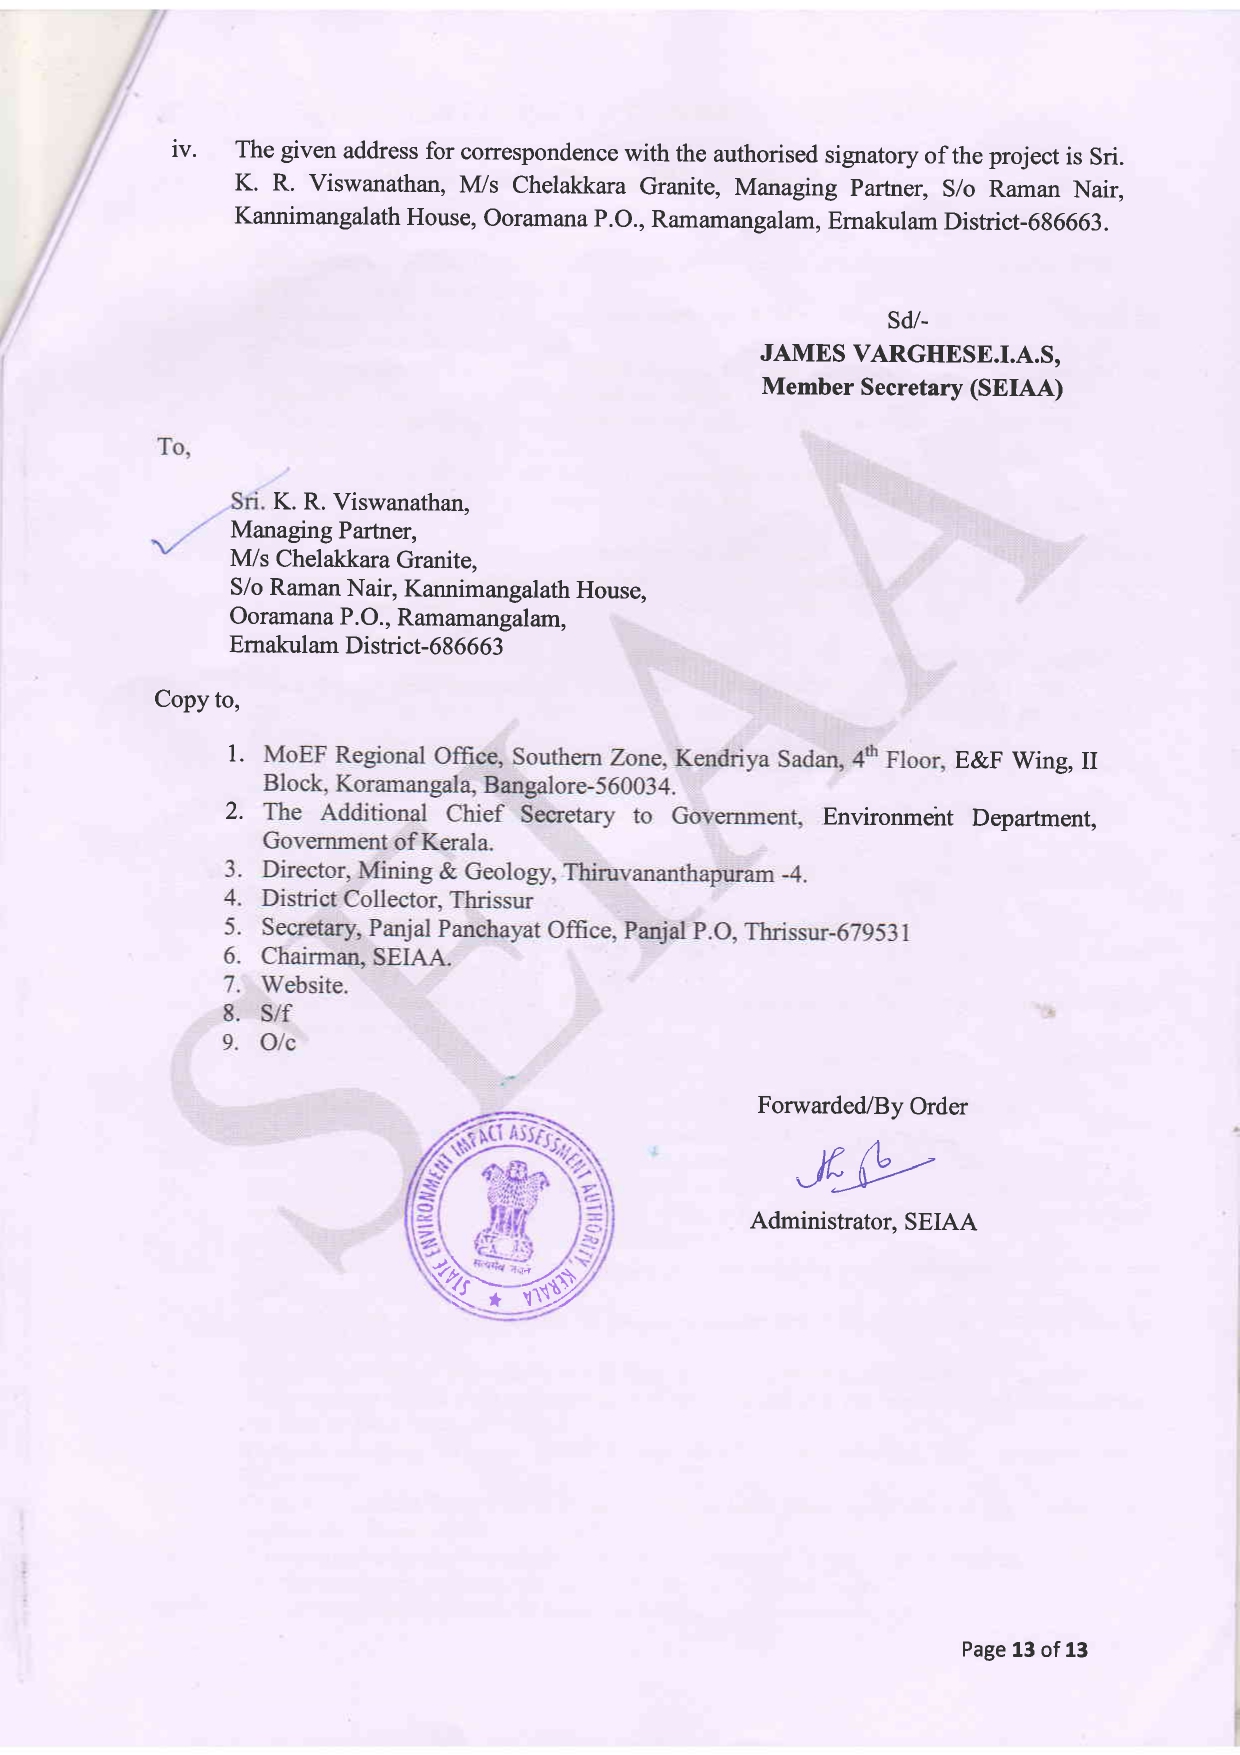 iv. The given address for correspondence with the authorised signatory of the project is Sri.
K. R. Viswanathan, M/s Chelakkara Granite, Managing Partner, S/o Raman Nair,
Kannimangalath House, Ooramana P.O., Ramamangalam, Ernakulam District-686663.
Sd/-
JAMES VARGHESE.I.A.S,
Member Secretary (SEIAA)
To,
Sri. K. R. Viswanathan,
Managing Partner,
M/s Chelakkara Granite,
S/o Raman Nair, Kannimangalath House,
Ooramana P.O., Ramamangalam,
Ernakulam District-686663
Copy to,
1. MoEF Regional Office, Southern Zone, Kendriya Sadan, 4th Floor, E&F Wing, II
Block, Koramangala, Bangalore-560034.
2. The Additional Chief Secretary to Government, Environment Department,
Government of Kerala.
3. Director, Mining & Geology, Thiruvananthapuram -4.
4. District Collector, Thrissur
5. Secretary, Panjal Panchayat Office, Panjal P.O, Thrissur-679531
6. Chairman, SEIAA.
7. Website.
8. S/f
9. O/c
SEIAA
Forwarded/By Order
Administrator, SEIAA
STATE ENVIRONMENT IMPACT ASSESSMENT AUTHORITY, KERALA
सत्यमेव जयते
Page 13 of 13